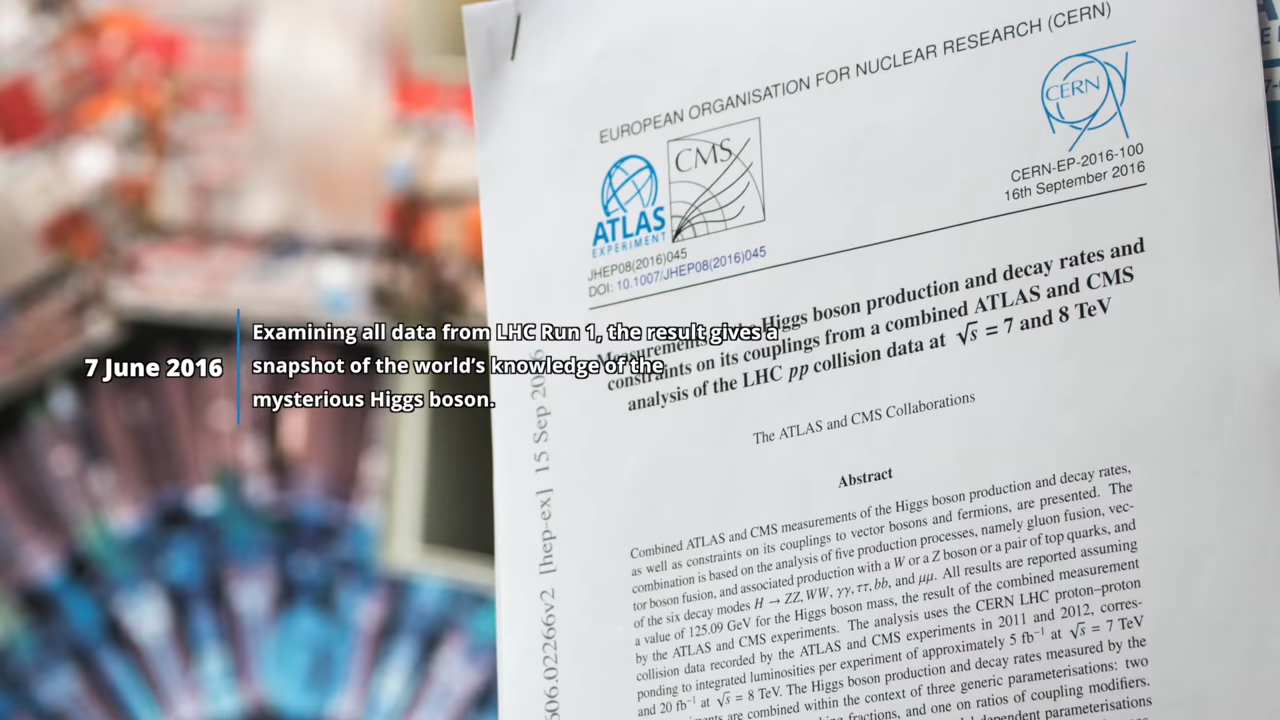 EUROPEAN ORGANISATION FOR NUCLEAR RESEARCH (CERN)
ATLAS
EXPERIMENT
CMS
CERN
CERN-EP-2016-100
16th September 2016
JHEP08(2016)045
DOI: 10.1007/JHEP08(2016)045
7 June 2016
Examining all data from LHC Run 1, the result gives a
snapshot of the world’s knowledge of the
mysterious Higgs boson.
Higgs boson production and decay rates and
constraints on its couplings from a combined ATLAS and CMS
analysis of the LHC pp collision data at √s = 7 and 8 TeV
The ATLAS and CMS Collaborations
Abstract
Combined ATLAS and CMS measurements of the Higgs boson production and decay rates,
as well as constraints on its couplings to vector bosons and fermions, are presented. The
combination is based on the analysis of five production processes, namely gluon fusion, vec-
tor boson fusion, and associated production with a W or a Z boson or a pair of top quarks, and
of the six decay modes H → ZZ, WW, γγ, ττ, bb, and μμ. All results are reported assuming
a value of 125.09 GeV for the Higgs boson mass, the result of the combined measurement
by the ATLAS and CMS experiments. The analysis uses the CERN LHC proton–proton
collision data recorded by the ATLAS and CMS experiments in 2011 and 2012, corres-
ponding to integrated luminosities per experiment of approximately 5 fb⁻¹ at √s = 7 TeV
and 20 fb⁻¹ at √s = 8 TeV. The Higgs boson production and decay rates measured by the
are combined within the context of three generic parameterisations: two
fractions, and one on ratios of coupling modifiers.
parameterisations
606.02266v2 [hep-ex] 15 Sep